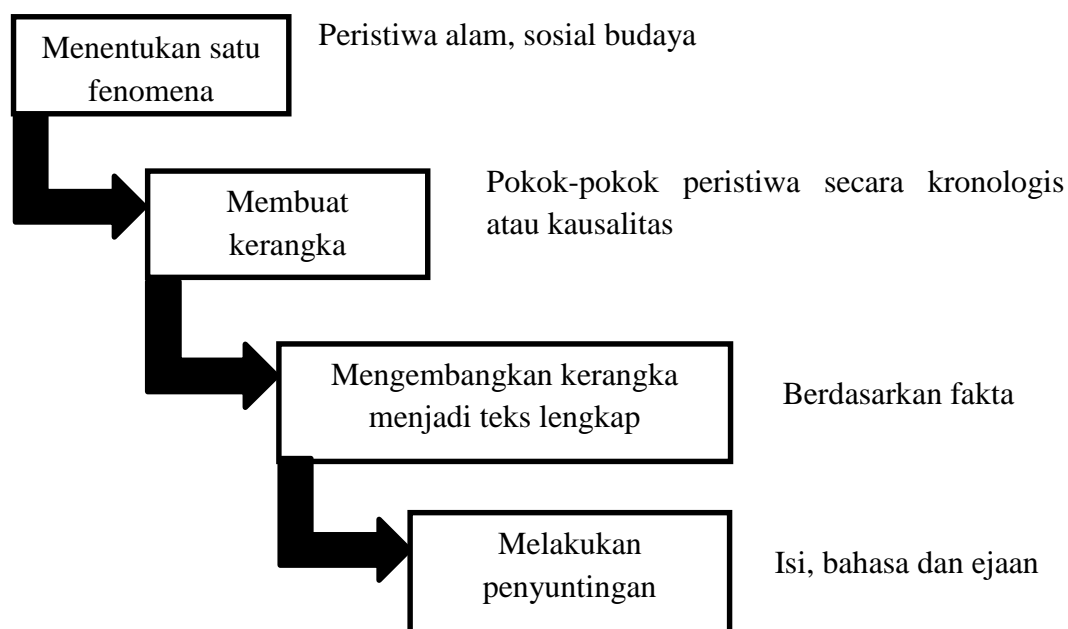 Menentukan satu
fenomena
Peristiwa alam, sosial budaya
Membuat
kerangka
Pokok-pokok peristiwa secara kronologis
atau kausalitas
Mengembangkan kerangka
menjadi teks lengkap
Berdasarkan fakta
Melakukan
penyuntingan
Isi, bahasa dan ejaan